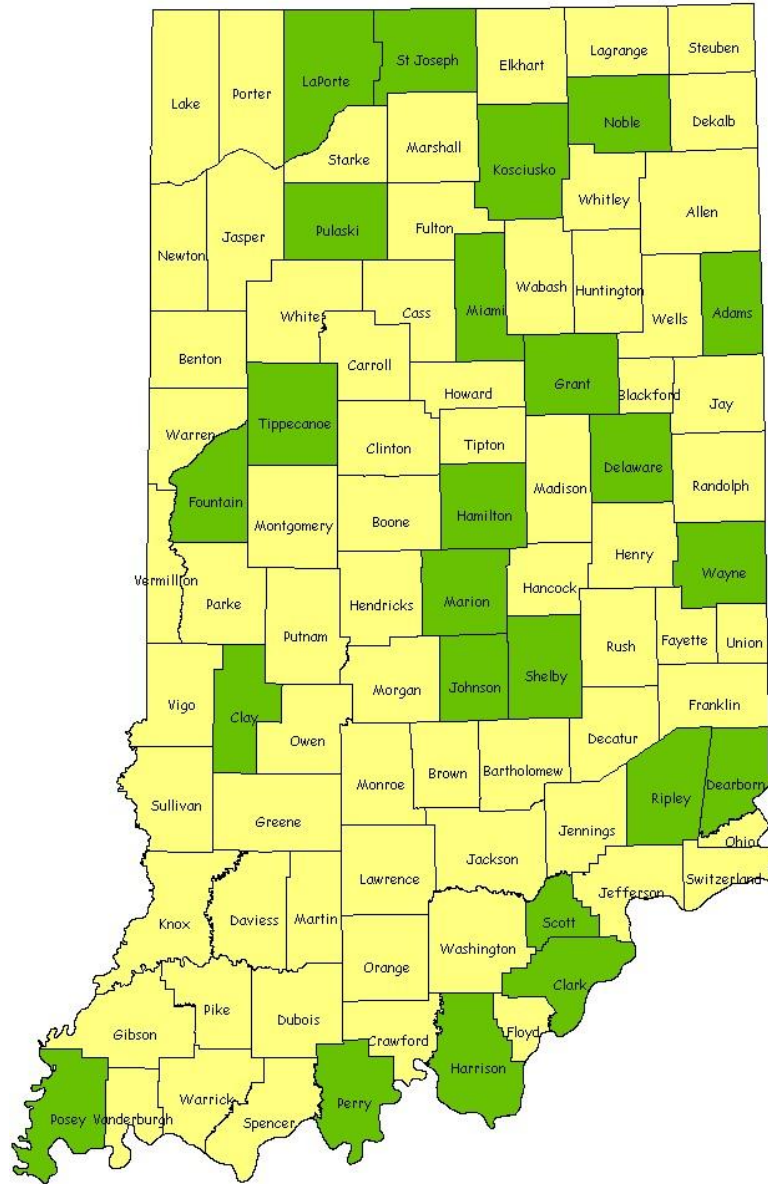 Steuben
Lagrange
St Joseph
Elkhart
LaPorte
Porter
Lake
Noble
Dekalb
Marshall
Starke
Kosciusko
Whitley
Allen
Fulton
Pulaski
Jasper
Newton
Wabash
Huntington
Miami
Adams
Cass
White
Wells
Benton
Carroll
Grant
Howard
Blackford
Jay
Tippecanoe
Warren
Clinton
Tipton
Delaware
Randolph
Madison
Fountain
Hamilton
Boone
Montgomery
Henry
Wayne
Vermillion
Hancock
Marion
Hendricks
Parke
Putnam
Rush
Fayette
Union
Shelby
Johnson
Morgan
Vigo
Franklin
Clay
Owen
Decatur
Brown
Bartholomew
Monroe
Dearborn
Ripley
Sullivan
Greene
Jennings
Ohio
Jackson
Lawrence
Switzerland
Jefferson
Knox
Daviess
Martin
Scott
Washington
Orange
Clark
Pike
Dubois
Gibson
Floyd
Crawford
Harrison
Warrick
Perry
Posey
Vanderburgh
Spencer